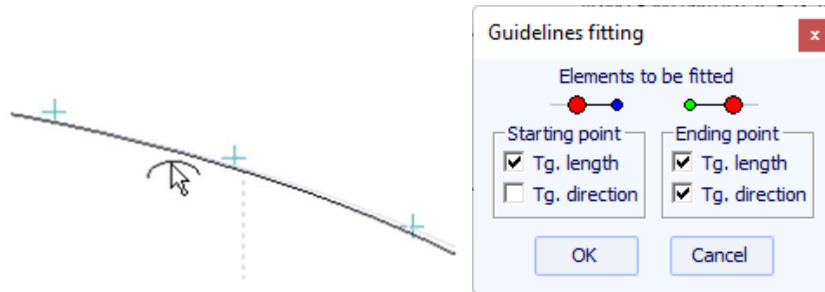 Guidelines fitting
x
Elements to be fitted
Starting point
Ending point
Tg. length
Tg. length
Tg. direction
Tg. direction
OK
Cancel